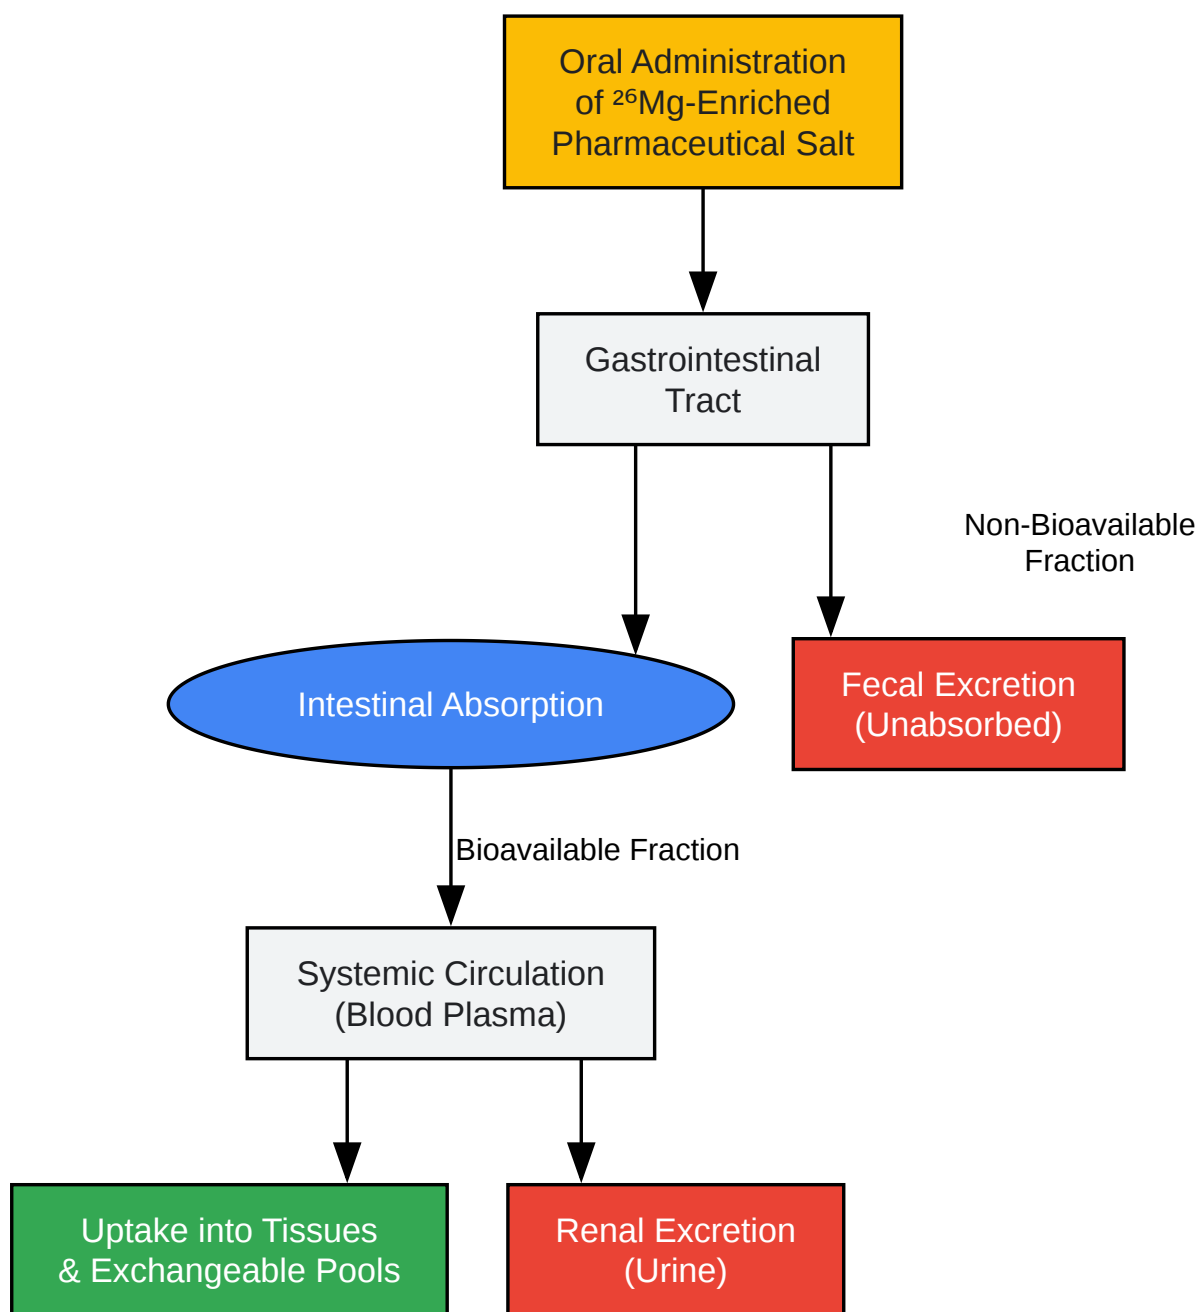 Oral Administration
of ²⁶Mg-Enriched
Pharmaceutical Salt
Gastrointestinal
Tract
Non-Bioavailable
Fraction
Intestinal Absorption
Fecal Excretion
(Unabsorbed)
Bioavailable Fraction
Systemic Circulation
(Blood Plasma)
Uptake into Tissues
& Exchangeable Pools
Renal Excretion
(Urine)